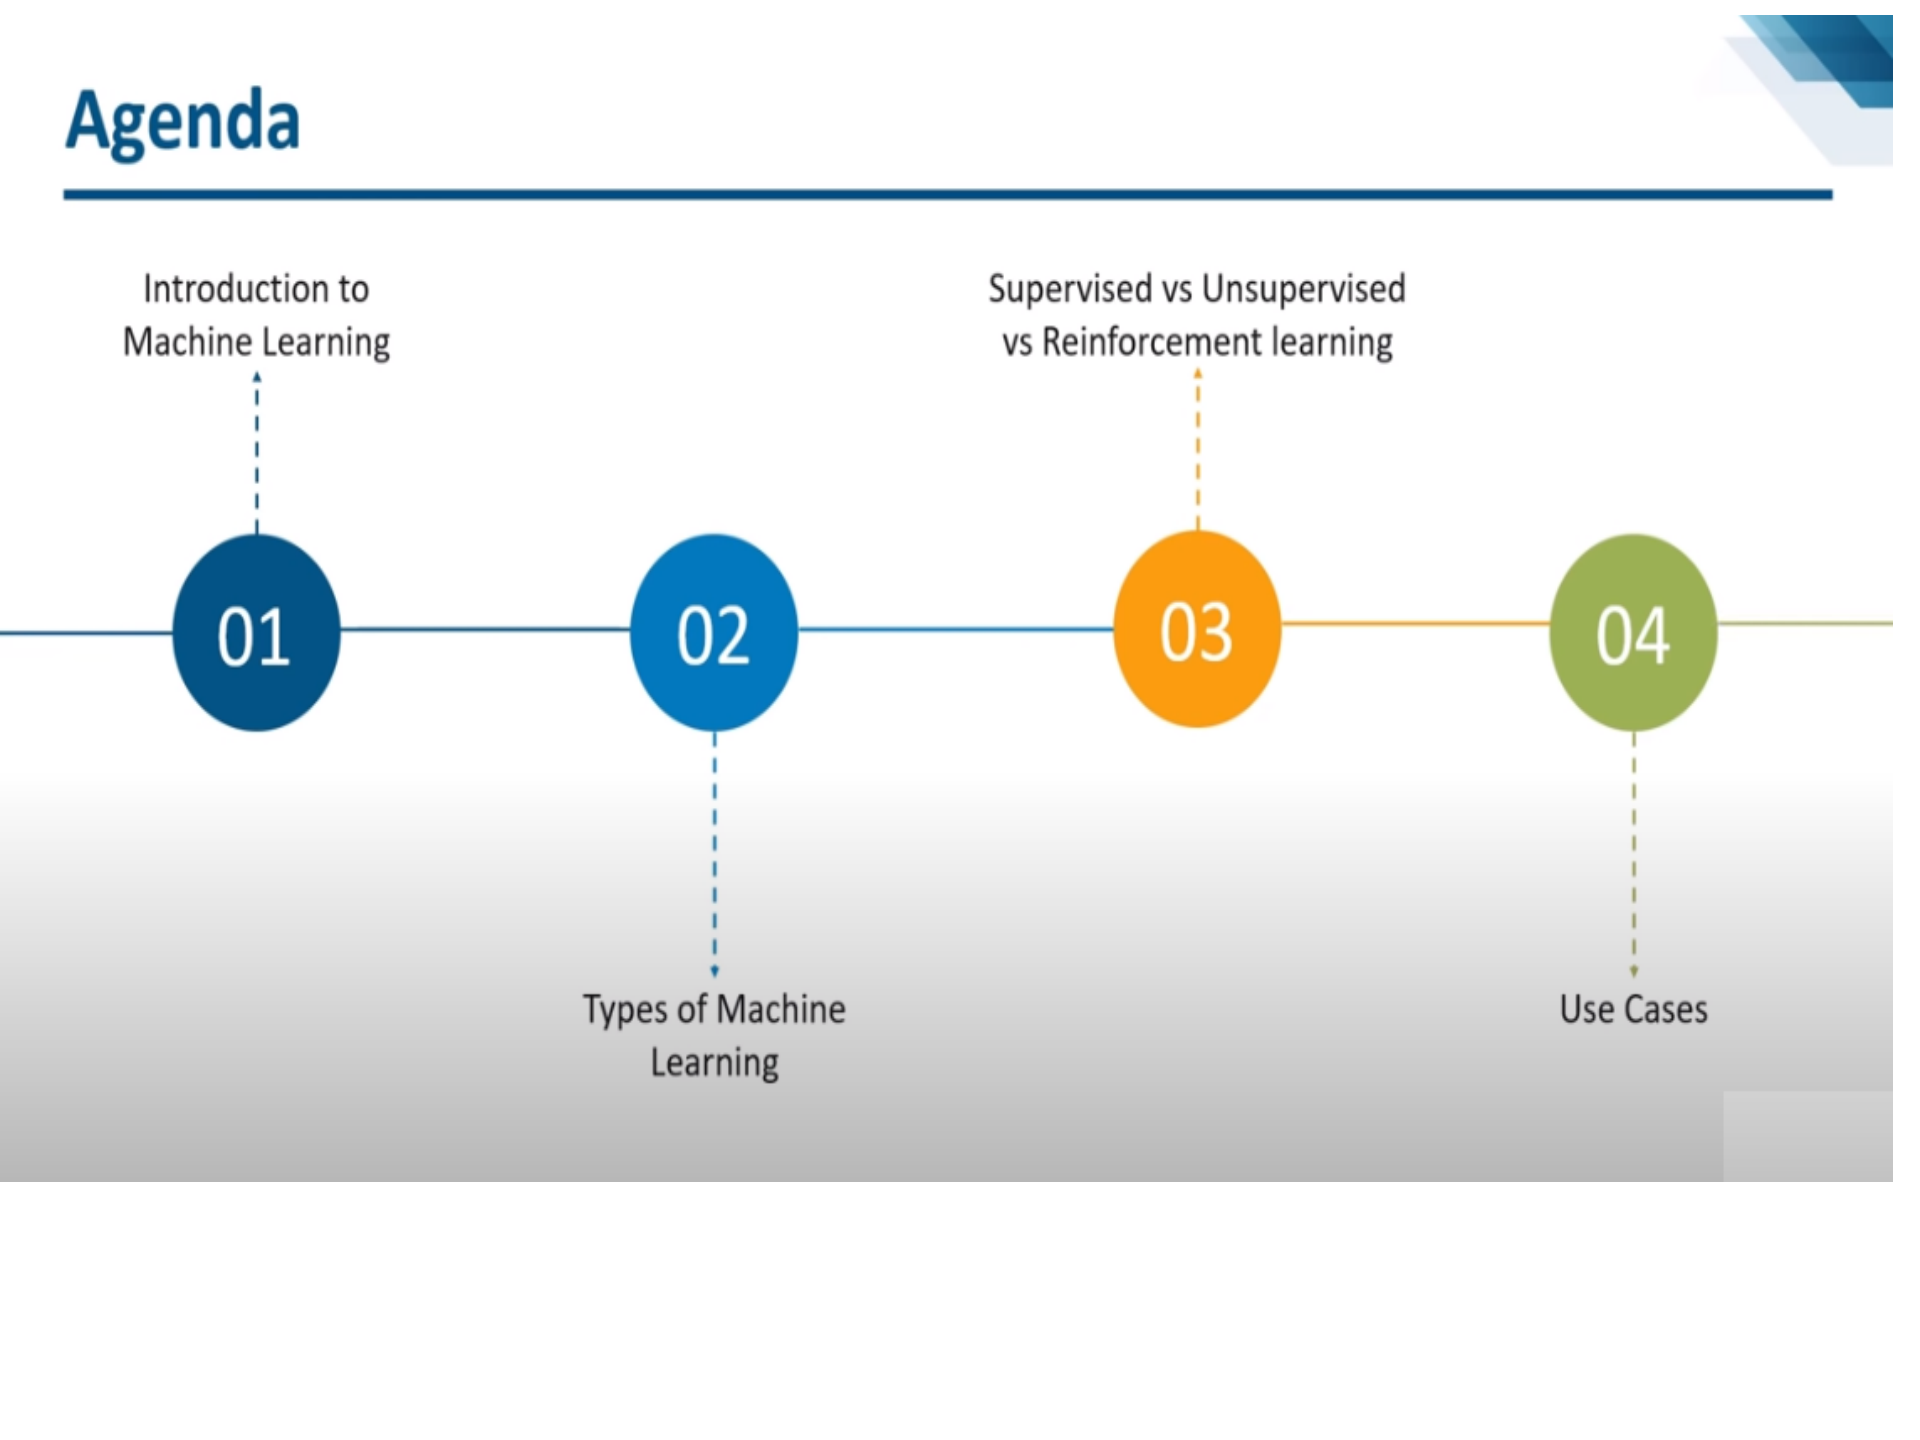 Agenda
Introduction to
Machine Learning
Supervised vs Unsupervised
vs Reinforcement learning
01
02
03
04
Types of Machine
Learning
Use Cases